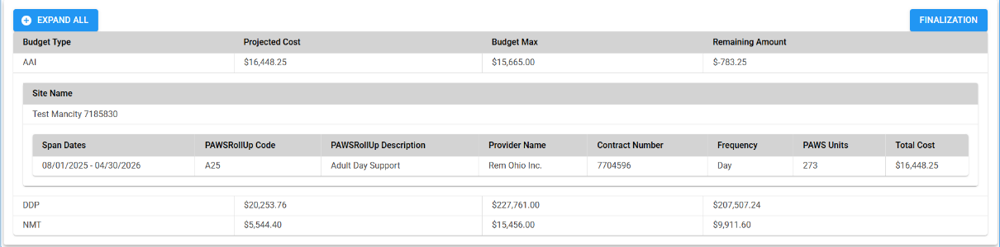 EXPAND ALL FINALIZATION
Budget Type Projected Cost Budget Max Remaining Amount
AAI $16,448.25 $15,665.00 $-783.25
Site Name
Test Mancity 7185830
Span Dates PAWSRollUp Code PAWSRollUp Description Provider Name Contract Number Frequency PAWS Units Total Cost
08/01/2025 - 04/30/2026 A25 Adult Day Support Rem Ohio Inc. 7704596 Day 273 $16,448.25
DDP $20,253.76 $227,761.00 $207,507.24
NMT $5,544.40 $15,456.00 $9,911.60